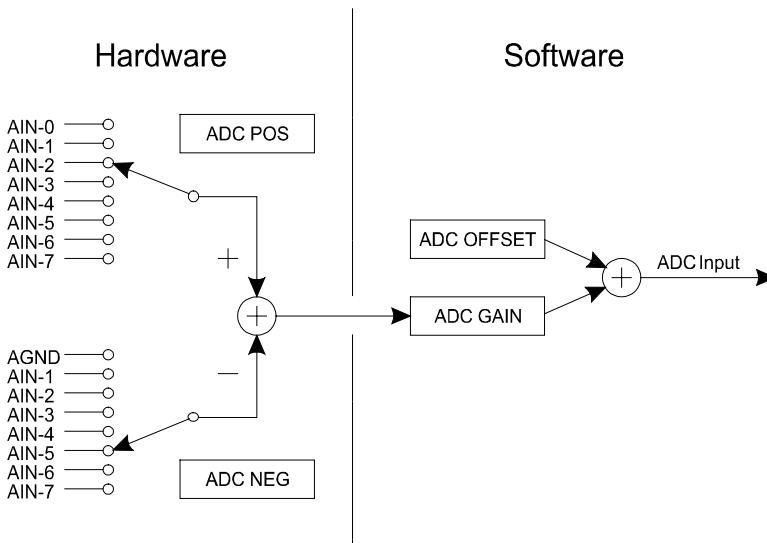 Hardware
Software
AIN-0
AIN-1
AIN-2
AIN-3
AIN-4
AIN-5
AIN-6
AIN-7
ADC POS
+
ADC OFFSET
ADC GAIN
+
ADC Input
+
AGND
AIN-1
AIN-2
AIN-3
AIN-4
AIN-5
AIN-6
AIN-7
−
ADC NEG